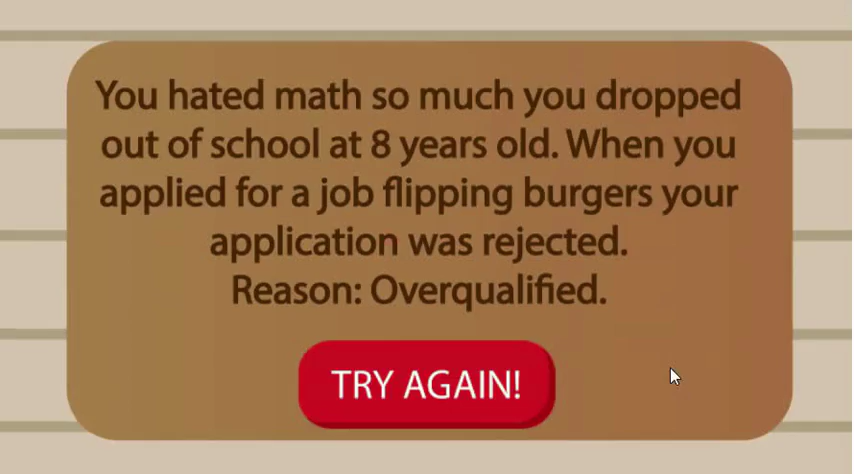 You hated math so much you dropped
out of school at 8 years old. When you
applied for a job flipping burgers your
application was rejected.
Reason: Overqualified.
TRY AGAIN!